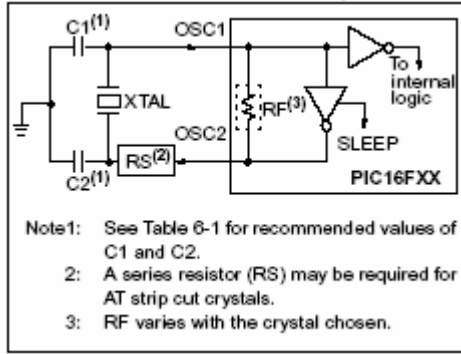 C1(1)
OSC1
To
internal
logic
XTAL
RF(3)
OSC2
SLEEP
C2(1)
RS(2)
PIC16FXX
Note1: See Table 6-1 for recommended values of
C1 and C2.
2: A series resistor (RS) may be required for
AT strip cut crystals.
3: RF varies with the crystal chosen.